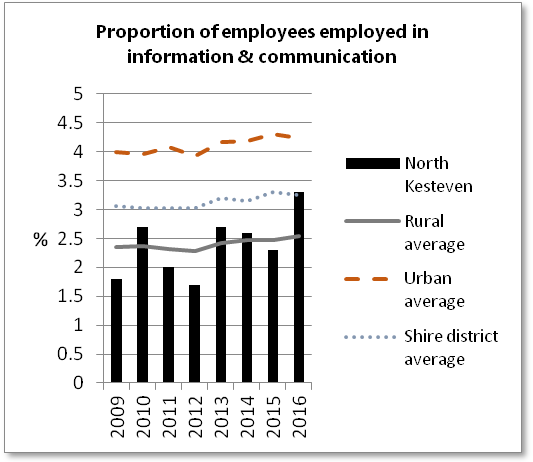 Proportion of employees employed in
information & communication
5
4.5
4
3.5
3
2.5
2
1.5
1
0.5
0
%
2009
2010
2011
2012
2013
2014
2015
2016
North
Kesteven
Rural
average
Urban
average
Shire district
average